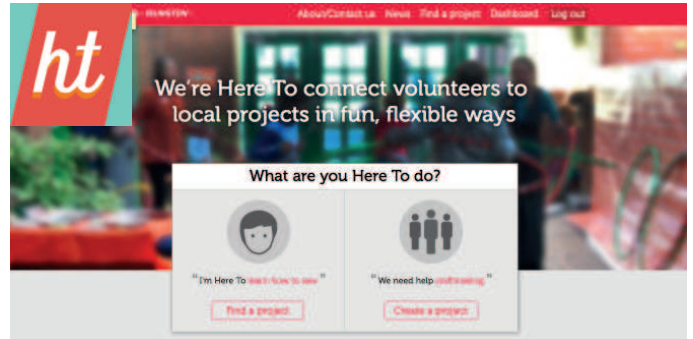 ISLINGTON About/Contact us News Find a project Dashboard Log out
ht
We're Here To connect volunteers to
local projects in fun, flexible ways
What are you Here To do?
"I'm Here To learn how to sew" "We need help
Find a project Create a project